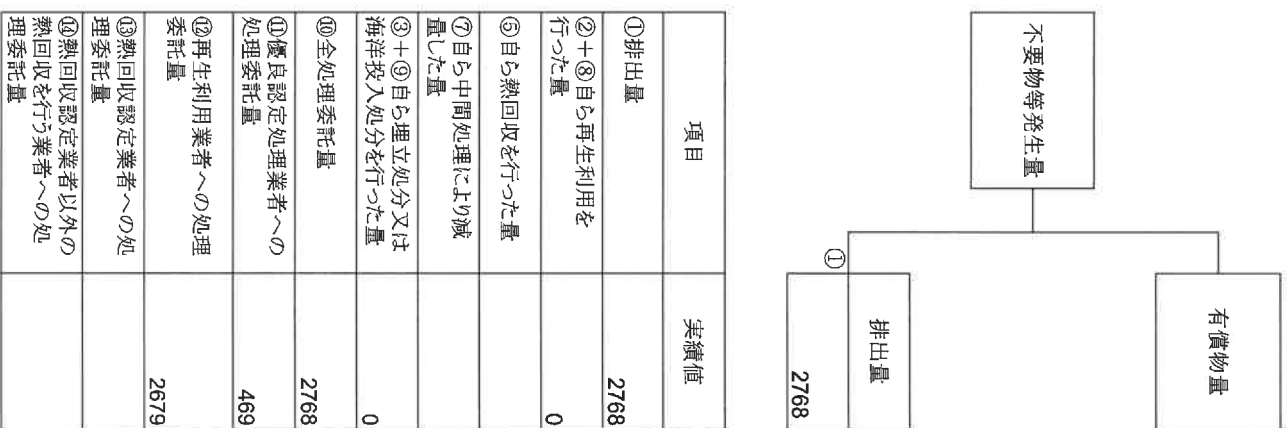 不要物等発生量
有償物量
①
排出量
2768
項目
実績値
①排出量
2768
②+⑧自ら再生利用を
行った量
0
⑤自ら熱回収を行った量
⑦自ら中間処理により減
量した量
③+⑨自ら埋立処分又は
海洋投入処分を行った量
0
⑩全処理委託量
2768
⑪優良認定処理業者への
処理委託量
469
⑫再生利用業者への処理
委託量
2679
⑬熱回収認定業者への処
理委託量
⑭熱回収認定業者以外の
熱回収を行う業者への処
理委託量